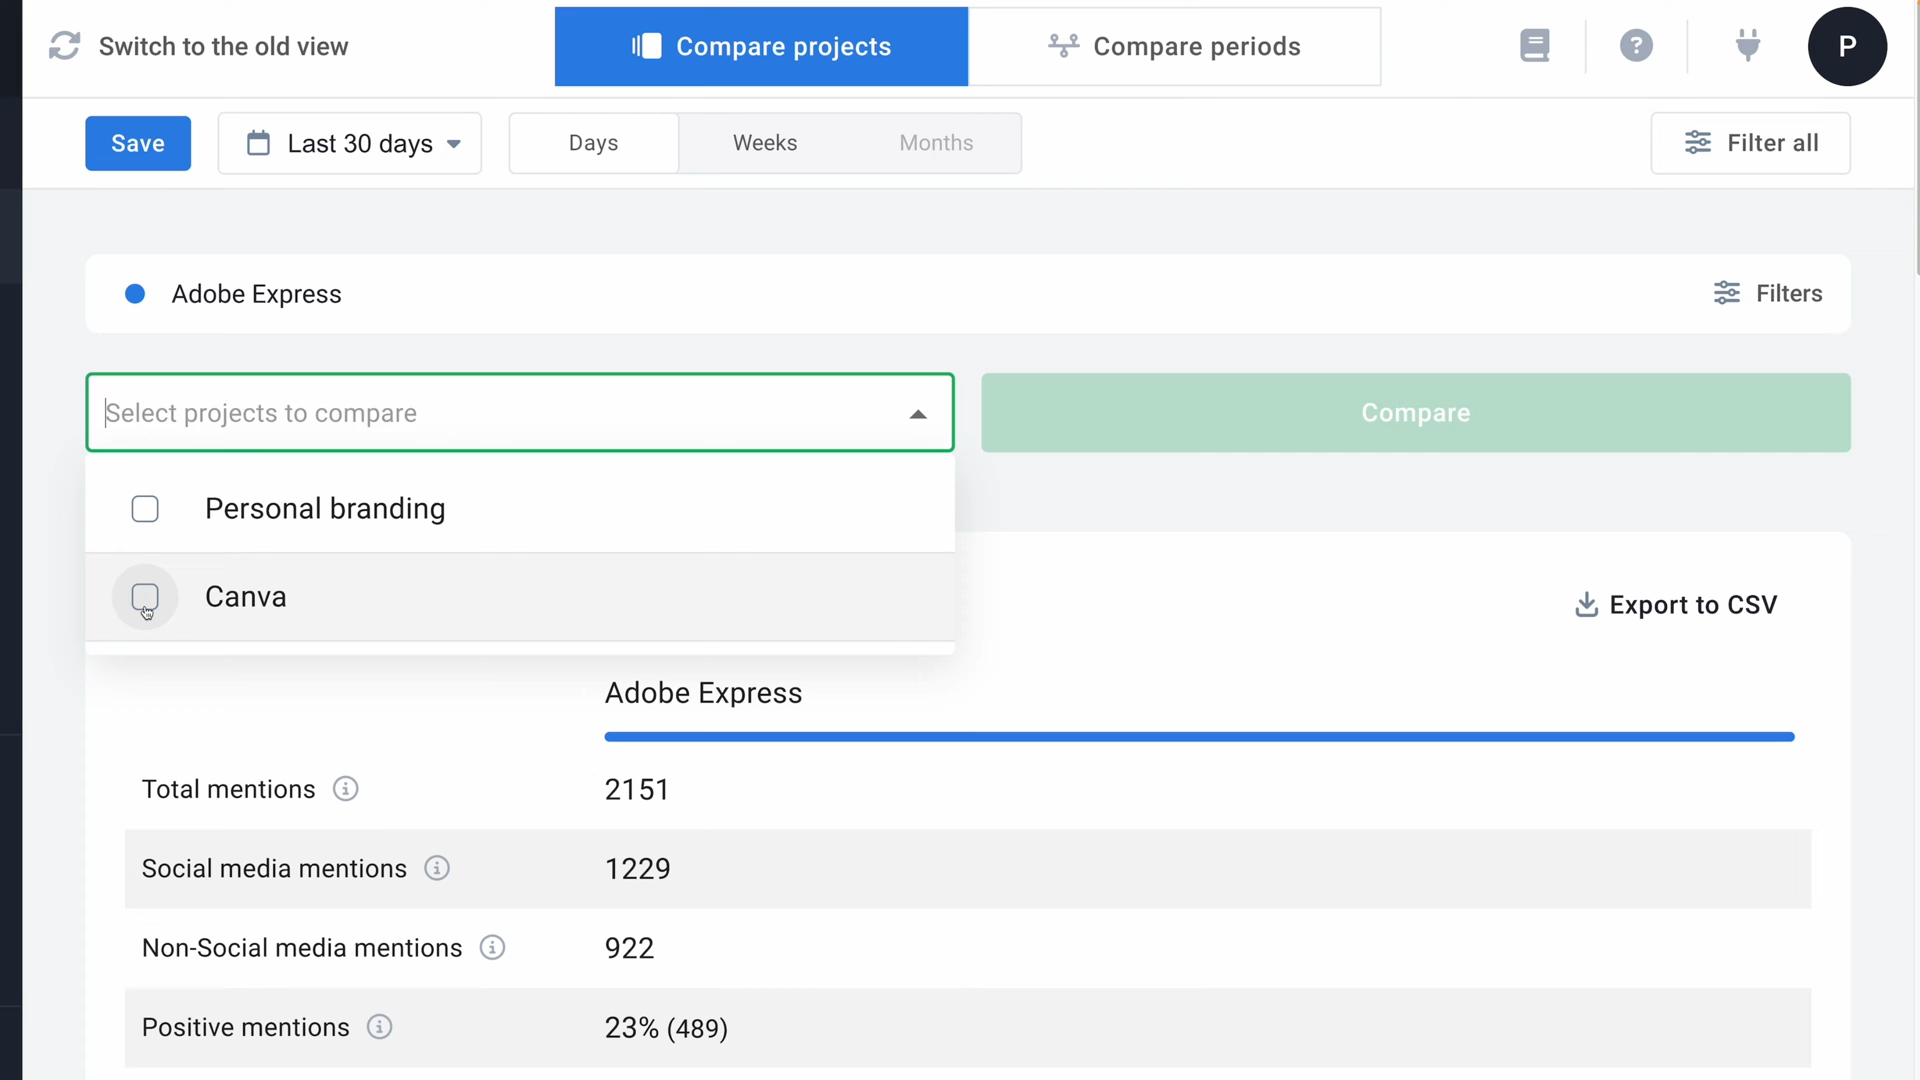 Switch to the old view
Compare projects
Compare periods
?
P
Save
Last 30 days
Days
Weeks
Months
Filter all
Adobe Express
Filters
Select projects to compare
Compare
Personal branding
Canva
Export to CSV
Adobe Express
Total mentions
2151
Social media mentions
1229
Non-Social media mentions
922
Positive mentions
23% (489)